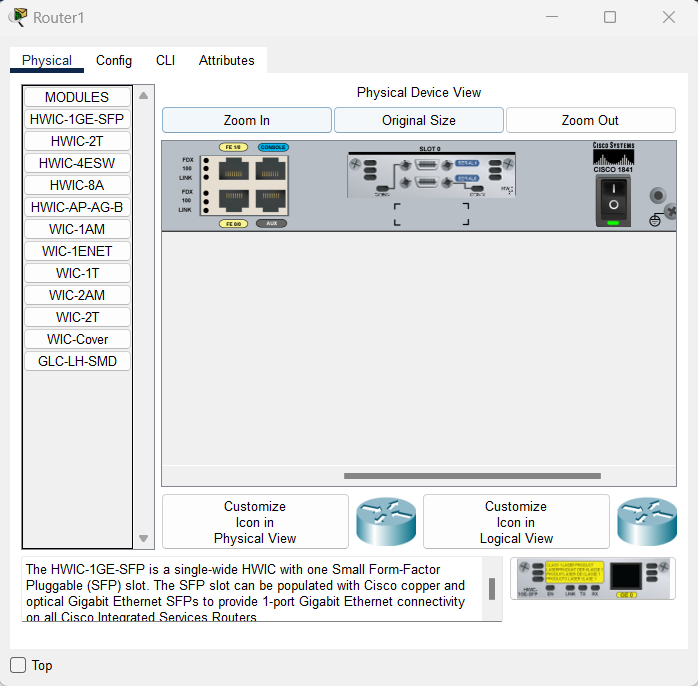 Router1
Physical
Config
CLI
Attributes
MODULES
HWIC-1GE-SFP
HWIC-2T
HWIC-4ESW
HWIC-8A
HWIC-AP-AG-B
WIC-1AM
WIC-1ENET
WIC-1T
WIC-2AM
WIC-2T
WIC-Cover
GLC-LH-SMD
Physical Device View
Zoom In
Original Size
Zoom Out
FE 1/0
CONSOLE
FDX
100
LINK
FDX
100
LINK
FE 0/0
AUX
SLOT 0
SERIAL
SERIAL
CISCO SYSTEMS
CISCO 1841
Customize
Icon in
Physical View
Customize
Icon in
Logical View
The HWIC-1GE-SFP is a single-wide HWIC with one Small Form-Factor
Pluggable (SFP) slot. The SFP slot can be populated with Cisco copper and
optical Gigabit Ethernet SFPs to provide 1-port Gigabit Ethernet connectivity
on all Cisco Integrated Services Routers.
CLASS 1 LASER PRODUCT
HWIC-
1GE-SFP
EN
LINK
TX
RX
GE 0
Top